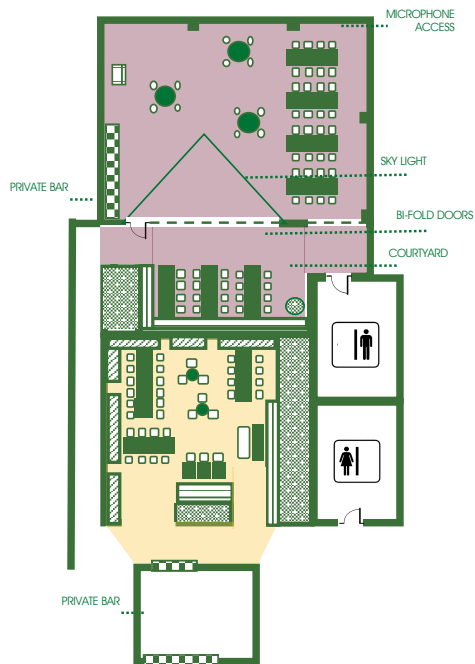 MICROPHONE
ACCESS
SKY LIGHT
PRIVATE BAR
BI-FOLD DOORS
COURTYARD
PRIVATE BAR